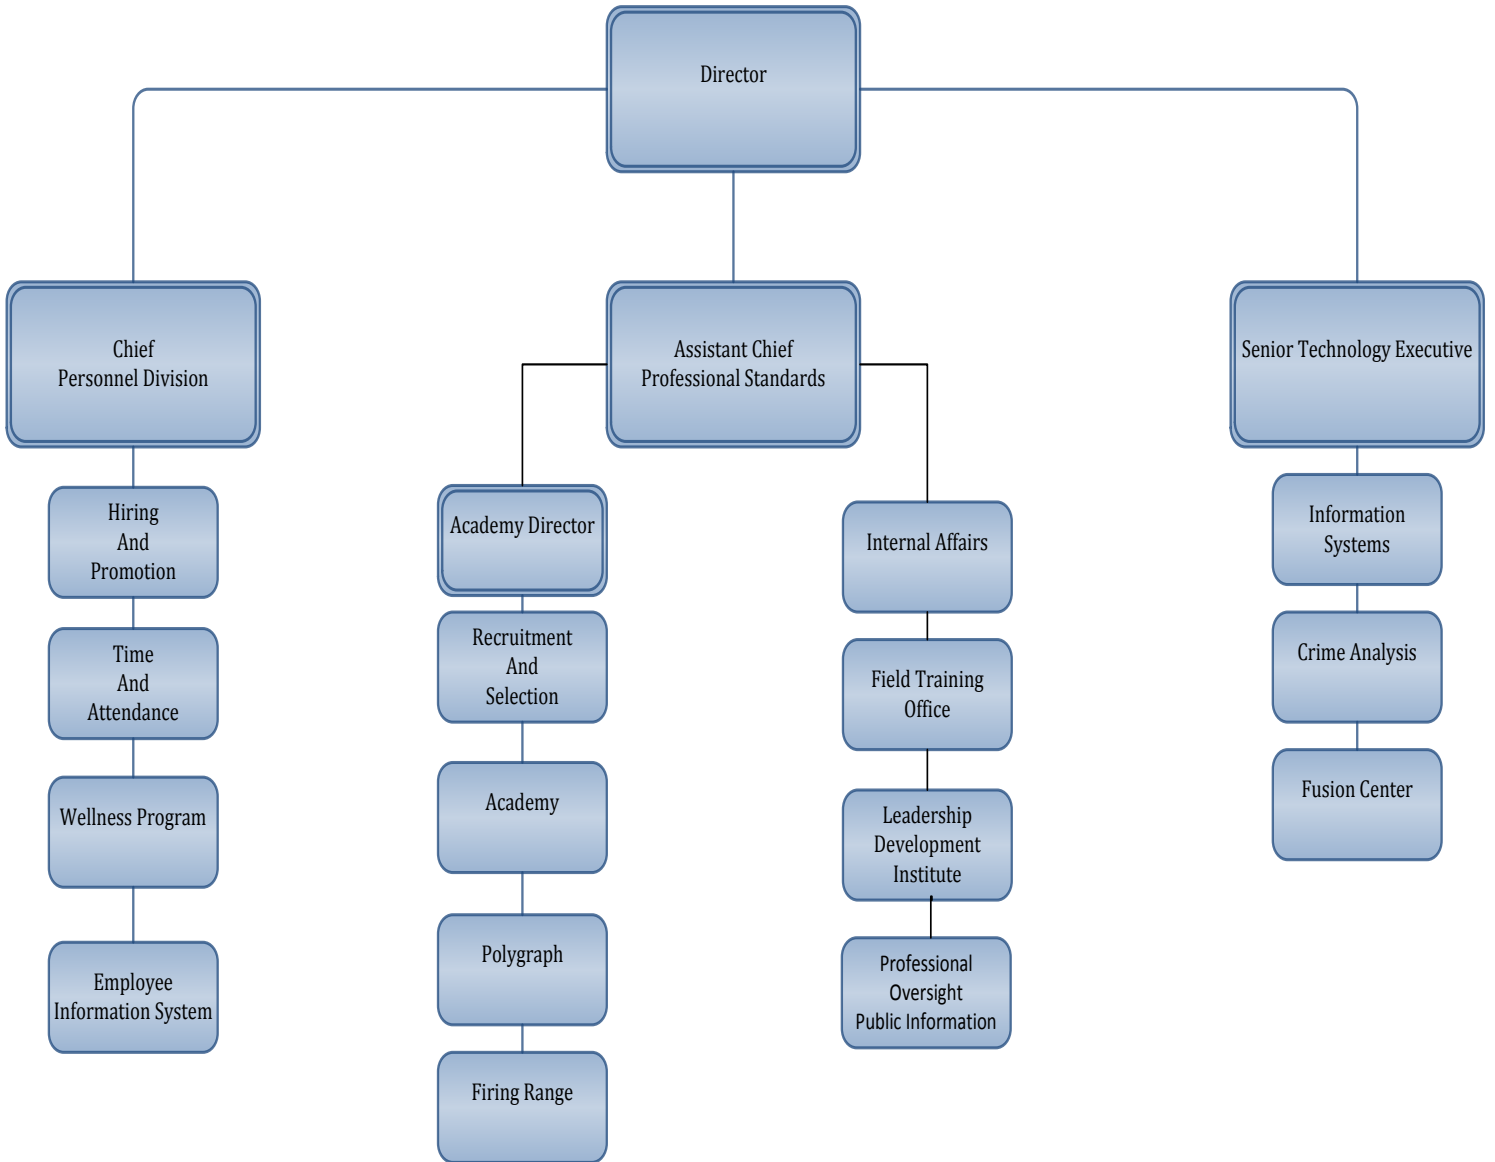 Director
Chief
Personnel Division
Assistant Chief
Professional Standards
Senior Technology Executive
Hiring
And
Promotion
Time
And
Attendance
Wellness Program
Employee
Information System
Academy Director
Recruitment
And
Selection
Academy
Polygraph
Firing Range
Internal Affairs
Field Training
Office
Leadership
Development
Institute
Professional
Oversight
Public Information
Information
Systems
Crime Analysis
Fusion Center